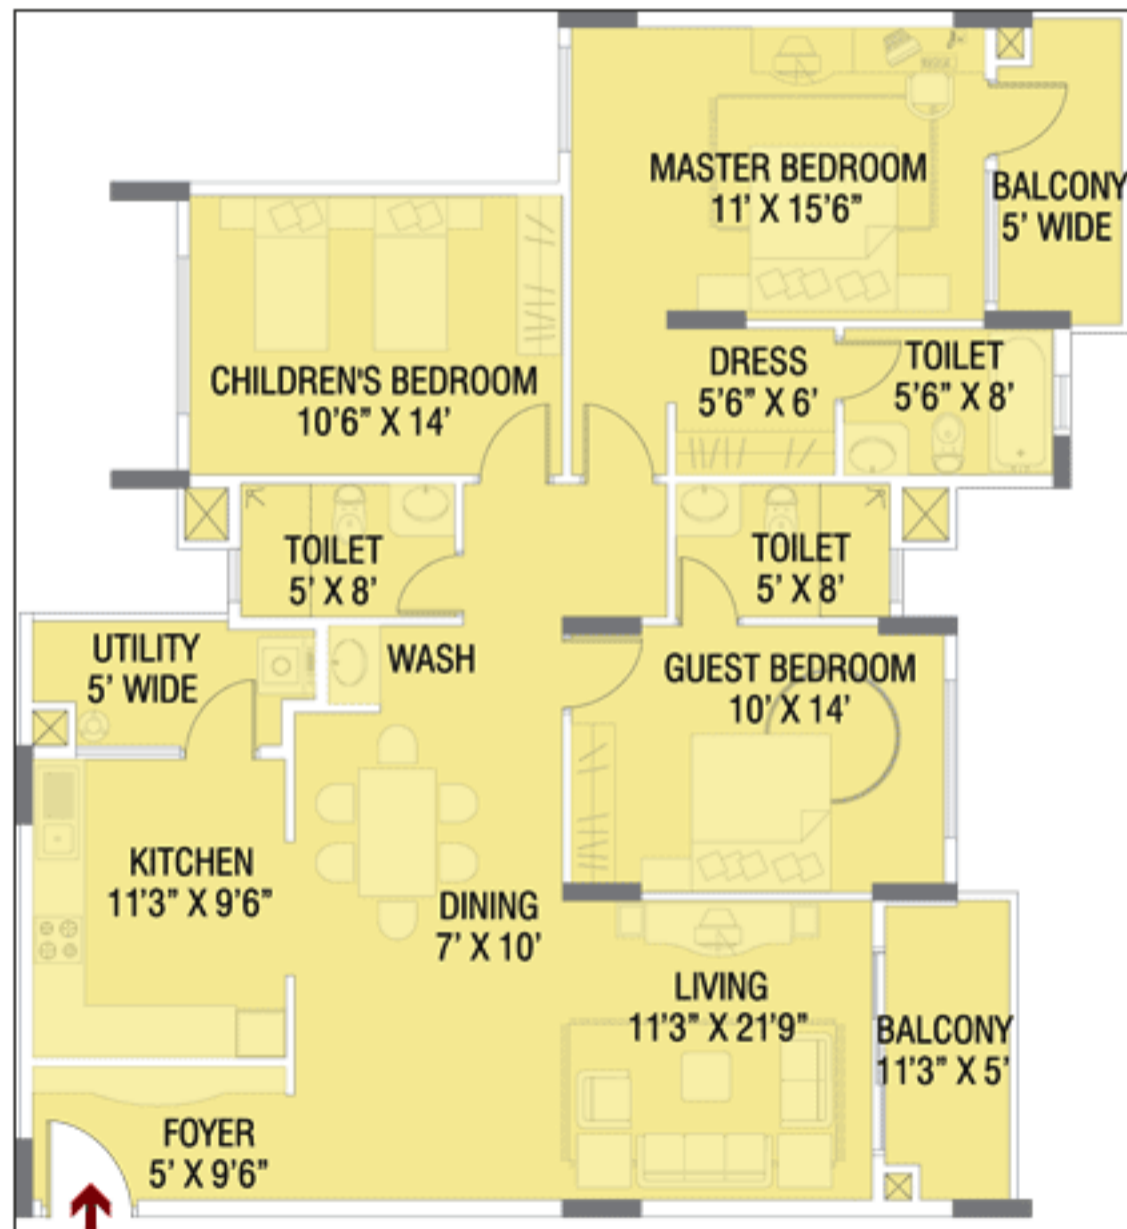 MASTER BEDROOM
11' X 15'6”
BALCONY
5' WIDE
CHILDREN'S BEDROOM
10'6” X 14'
DRESS
5'6” X 6'
TOILET
5'6” X 8'
TOILET
5' X 8'
TOILET
5' X 8'
UTILITY
5' WIDE
WASH
GUEST BEDROOM
10' X 14'
KITCHEN
11'3” X 9'6”
DINING
7' X 10'
LIVING
11'3” X 21'9”
BALCONY
11'3” X 5'
FOYER
5' X 9'6”